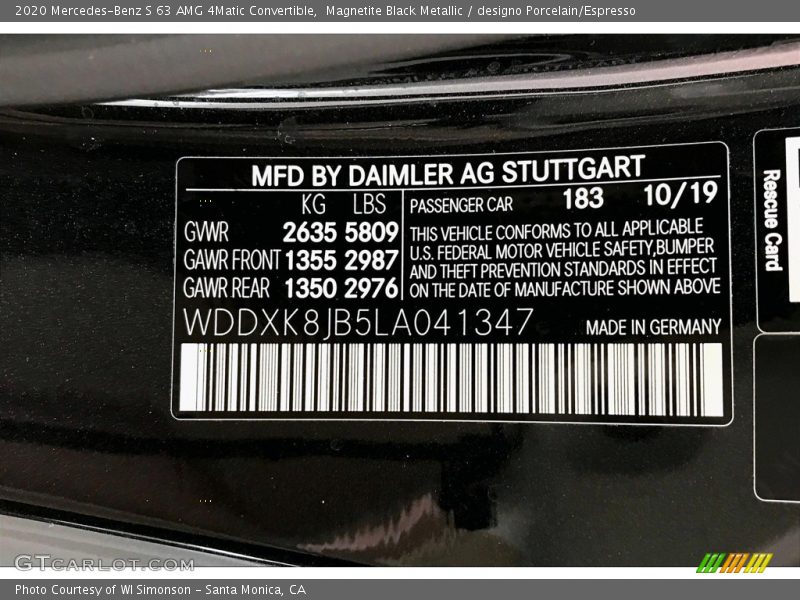 2020 Mercedes-Benz S 63 AMG 4Matic Convertible,  Magnetite Black Metallic / designo Porcelain/Espresso
MFD BY DAIMLER AG STUTTGART
KG LBS
GVWR 2635 5809
GAWR FRONT 1355 2987
GAWR REAR 1350 2976
PASSENGER CAR 183 10/19
THIS VEHICLE CONFORMS TO ALL APPLICABLE
U.S. FEDERAL MOTOR VEHICLE SAFETY,BUMPER
AND THEFT PREVENTION STANDARDS IN EFFECT
ON THE DATE OF MANUFACTURE SHOWN ABOVE
WDDXK8JB5LA041347
MADE IN GERMANY
Rescue Card
GTCARLOT.COM
Photo Courtesy of WI Simonson - Santa Monica, CA